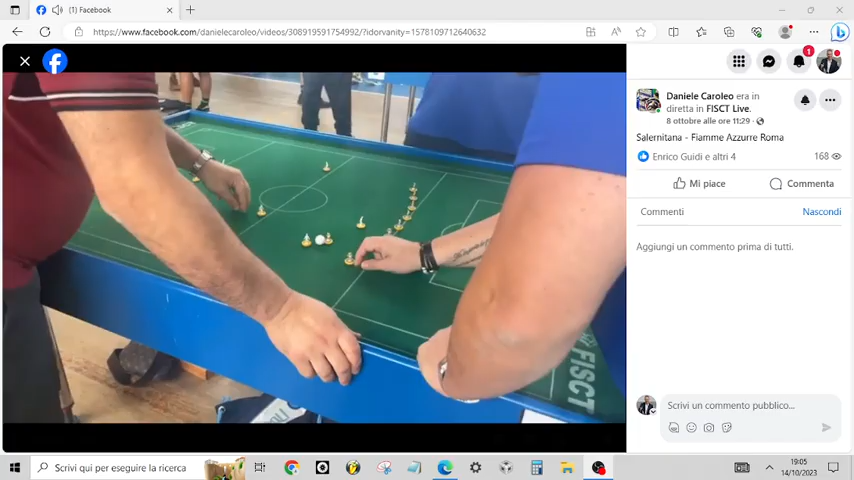 (1) Facebook
https://www.facebook.com/danielecaroleo/videos/308919591754992/?idorvanity=1578109712640632
1
Daniele Caroleo era in
diretta in FISCT Live.
8 ottobre alle ore 11:29 ·
Salernitana - Fiamme Azzurre Roma
Enrico Guidi e altri 4
168
Mi piace
Commenta
Commenti
Nascondi
Aggiungi un commento prima di tutti.
FISCT
Scrivi un commento pubblico...
Scrivi qui per eseguire la ricerca
19:05
14/10/2023